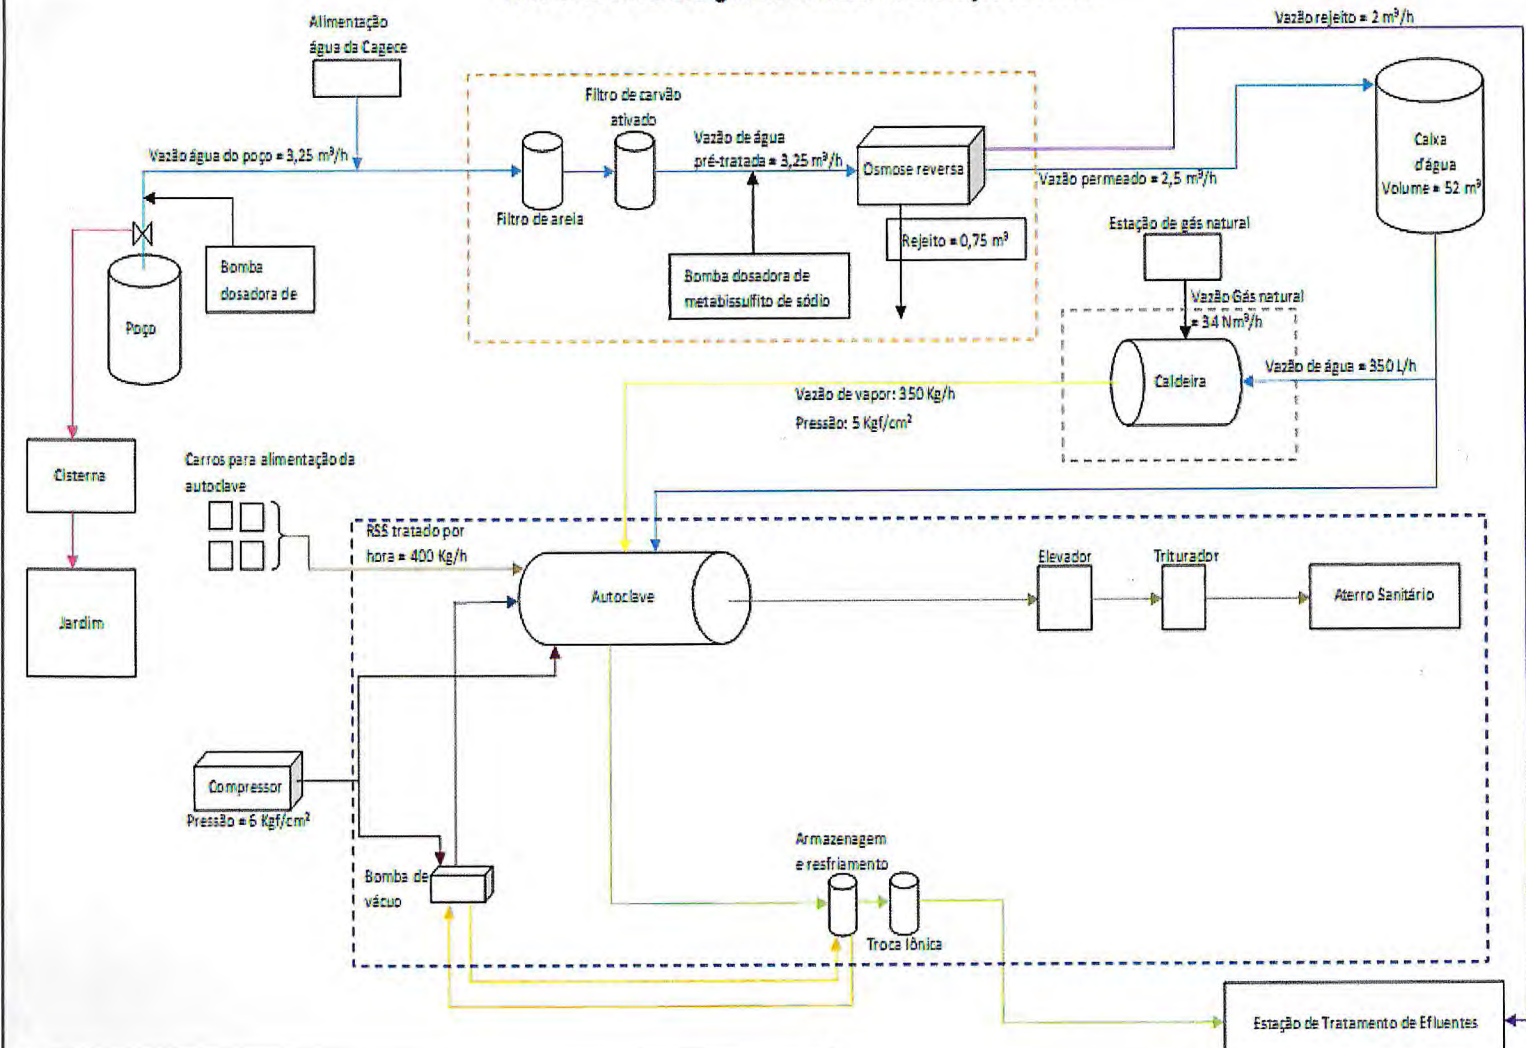 Vazão rejeito = 2 m³/h
Alimentação
água da Cagece
Filtro de carvão
ativado
Vazão de água
pré-tratada = 3,25 m³/h
Vazão água do poço = 3,25 m³/h
Osmose reversa
Vazão permeado = 2,5 m³/h
Caixa
d'água
Volume = 52 m³
Filtro de areia
Rejeito = 0,75 m³
Estação de gás natural
Bomba
dosadora de
Bomba dosadora de
metabissulfito de sódio
Poço
Vazão Gás natural
= 34 Nm³/h
Caldeira
Vazão de água = 350 L/h
Vazão de vapor: 350 Kg/h
Pressão: 5 Kgf/cm²
Cisterna
Carros para alimentação da
autoclave
RSS tratado por
hora = 400 Kg/h
Autoclave
Elevador
Triturador
Aterro Sanitário
Jardim
Compressor
Pressão = 6 Kgf/cm²
Armazenagem
e resfriamento
Bomba de
vácuo
Troca Iônica
Estação de Tratamento de Efluentes